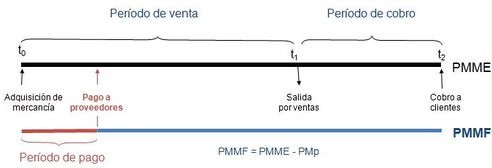 Período de venta
Período de cobro
t0
t1
t2
PMME
Adquisición de
mercancía
Pago a
proveedores
Salida
por ventas
Cobro a
clientes
PMMF
Período de pago
PMMF = PMME - PMp